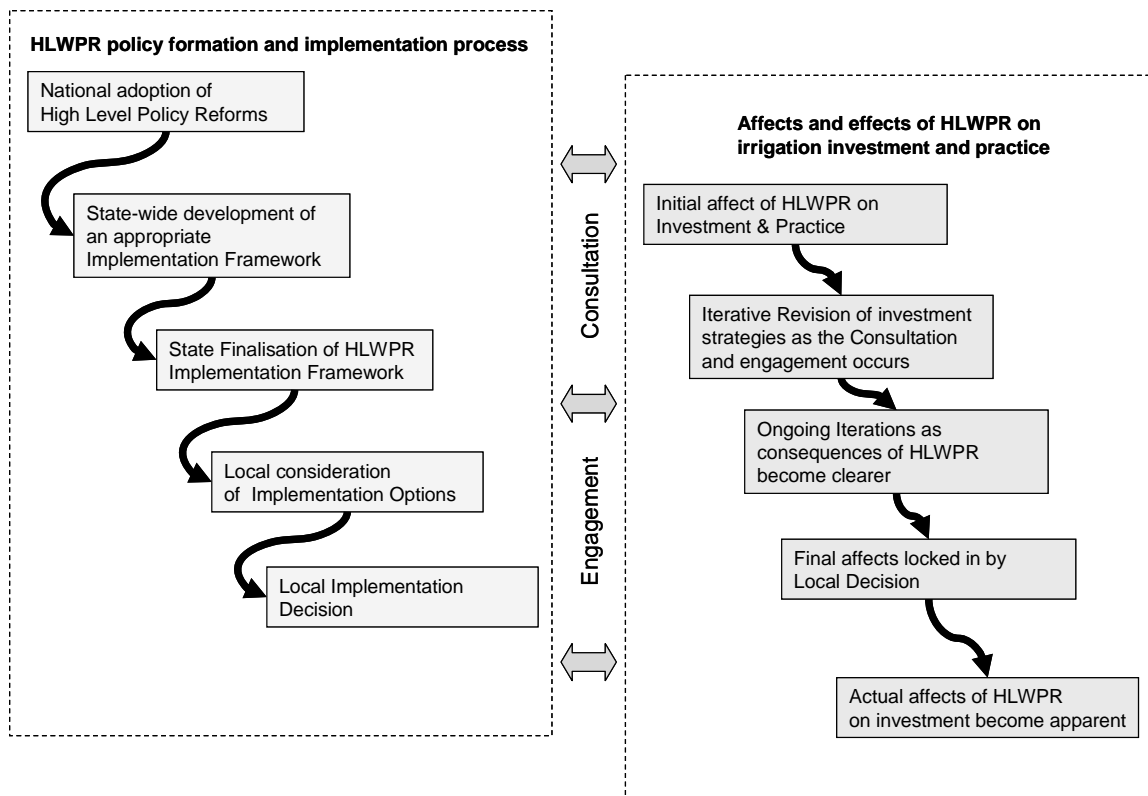 HLWPR policy formation and implementation process
National adoption of
High Level Policy Reforms
State-wide development of
an appropriate
Implementation Framework
State Finalisation of HLWPR
Implementation Framework
Local consideration
of Implementation Options
Local Implementation
Decision
Consultation
Engagement
Affects and effects of HLWPR on
irrigation investment and practice
Initial affect of HLWPR on
Investment & Practice
Iterative Revision of investment
strategies as the Consultation
and engagement occurs
Ongoing Iterations as
consequences of HLWPR
become clearer
Final affects locked in by
Local Decision
Actual affects of HLWPR
on investment become apparent